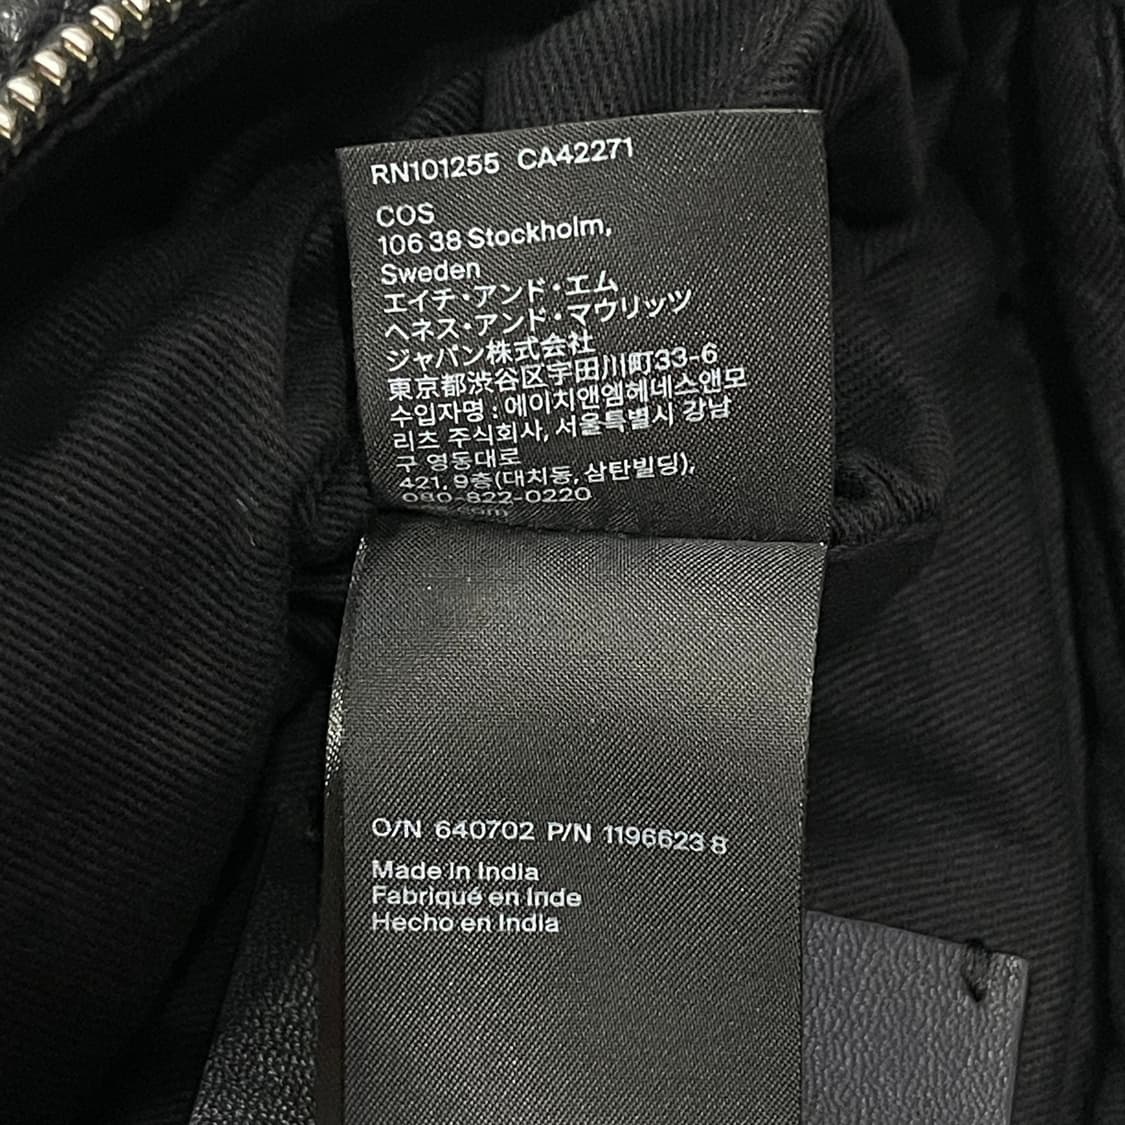 RN101255 CA42271
COS
106 38 Stockholm,
Sweden
エイチ・アンド・エム
ヘネス・アンド・マウリッツ
ジャパン株式会社
東京都渋谷区宇田川町33-6
수입자명 : 에이치앤엠헤네스앤모
리츠 주식회사, 서울특별시 강남
구 영동대로
421, 9층(대치동, 삼탄빌딩),
080-822-0220
O/N 640702 P/N 1196623 8
Made in India
Fabriqué en Inde
Hecho en India